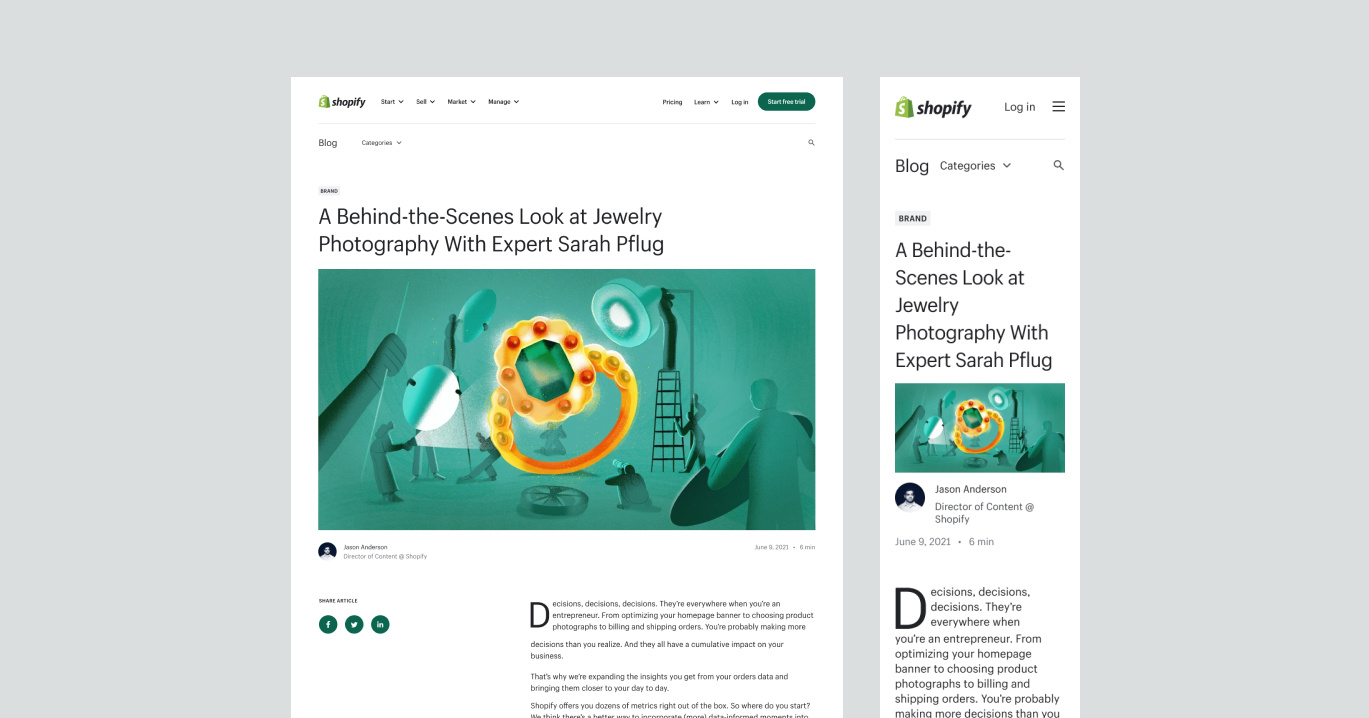 shopify Start Sell Market Manage Pricing Learn Log in Start free trial
Blog Categories
BRAND
A Behind-the-Scenes Look at Jewelry
Photography With Expert Sarah Pflug
Jason Anderson
Director of Content @ Shopify
June 9, 2021 • 6 min
SHARE ARTICLE
Decisions, decisions, decisions. They're everywhere when you're an
entrepreneur. From optimizing your homepage banner to choosing product
photographs to billing and shipping orders. You're probably making more
decisions than you realize. And they all have a cumulative impact on your
business.
That's why we're expanding the insights you get from your orders data and
bringing them closer to your day to day.
Shopify offers you dozens of metrics right out of the box. So where do you start?
We think there's a better way to incorporate (more) data-informed moments into
shopify Log in
Blog Categories
BRAND
A Behind-the-
Scenes Look at
Jewelry
Photography With
Expert Sarah Pflug
Jason Anderson
Director of Content @
Shopify
June 9, 2021 • 6 min
Decisions, decisions,
decisions. They're
everywhere when
you're an entrepreneur. From
optimizing your homepage
banner to choosing product
photographs to billing and
shipping orders. You're probably
making more decisions than you